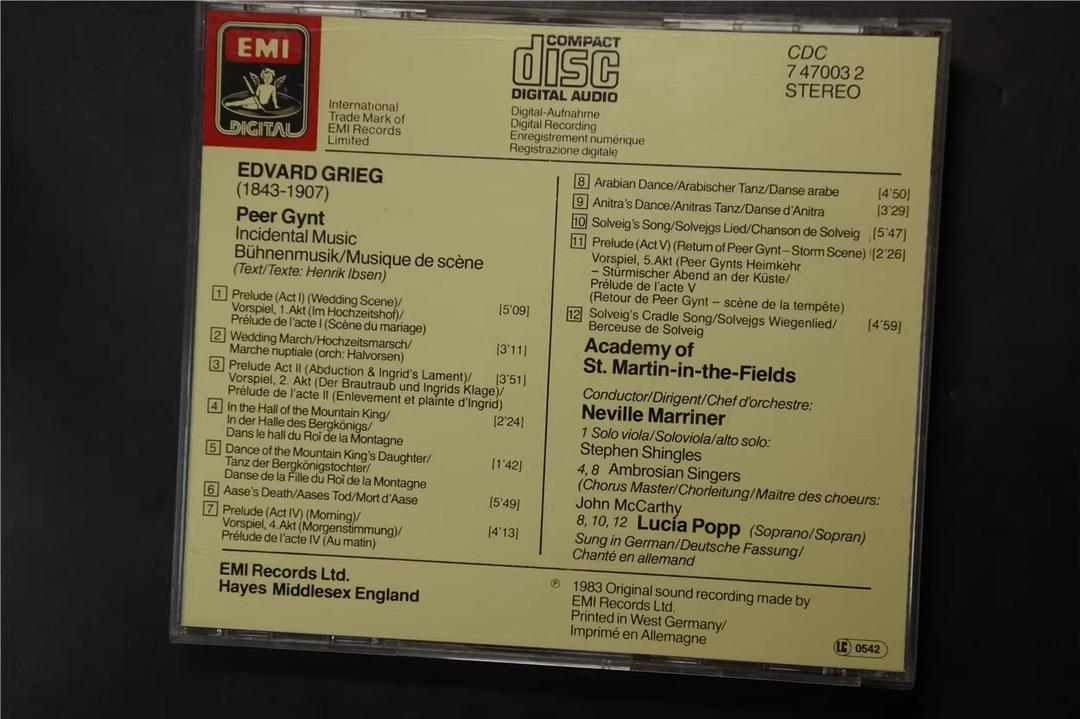 EMI
DIGITAL
International
Trade Mark of
EMI Records
Limited
COMPACT
disc
DIGITAL AUDIO
Digital-Aufnahme
Digital Recording
Enregistrement numérique
Registrazione digitale
CDC
7 47003 2
STEREO
EDVARD GRIEG
(1843-1907)
Peer Gynt
Incidental Music
Bühnenmusik/Musique de scène
(Text/Texte: Henrik Ibsen)
1 Prelude (Act I) (Wedding Scene)/
Vorspiel, 1.Akt (Im Hochzeitshof)/ [5'09]
Prélude de l'acte I (Scène du mariage)
2 Wedding March/Hochzeitsmarsch/
Marche nuptiale (orch: Halvorsen) [3'11]
3 Prelude Act II (Abduction & Ingrid's Lament)/ [3'51]
Vorspiel, 2. Akt (Der Brautraub und Ingrids Klage)/
Prélude de l'acte II (Enlevement et plainte d'Ingrid)
4 In the Hall of the Mountain King/
In der Halle des Bergkönigs/ [2'24]
Dans le hall du Roî de la Montagne
5 Dance of the Mountain King's Daughter/
Tanz der Bergkönigstochter/ [1'42]
Danse de la Fille du Roî de la Montagne
6 Aase's Death/Aases Tod/Mort d'Aase [5'49]
7 Prelude (Act IV) (Morning)/
Vorspiel, 4.Akt (Morgenstimmung)/ [4'13]
Prélude de l'acte IV (Au matin)
8 Arabian Dance/Arabischer Tanz/Danse arabe [4'50]
9 Anitra's Dance/Anitras Tanz/Danse d'Anitra [3'29]
10 Solveig's Song/Solvejgs Lied/Chanson de Solveig [5'47]
11 Prelude (Act V) (Return of Peer Gynt–Storm Scene) [2'26]
Vorspiel, 5.Akt (Peer Gynts Heimkehr
– Stürmischer Abend an der Küste/
Prélude de l'acte V
(Retour de Peer Gynt – scène de la tempête)
12 Solveig's Cradle Song/Solvejgs Wiegenlied/ [4'59]
Berceuse de Solveig
Academy of
St. Martin-in-the-Fields
Conductor/Dirigent/Chef d'orchestre:
Neville Marriner
1 Solo viola/Soloviola/alto solo:
Stephen Shingles
4, 8 Ambrosian Singers
(Chorus Master/Chorleitung/Maître des choeurs:
John McCarthy
8, 10, 12 Lucia Popp (Soprano/Sopran)
Sung in German/Deutsche Fassung/
Chanté en allemand
EMI Records Ltd.
Hayes Middlesex England
℗ 1983 Original sound recording made by
EMI Records Ltd.
Printed in West Germany/
Imprimé en Allemagne
LC 0542